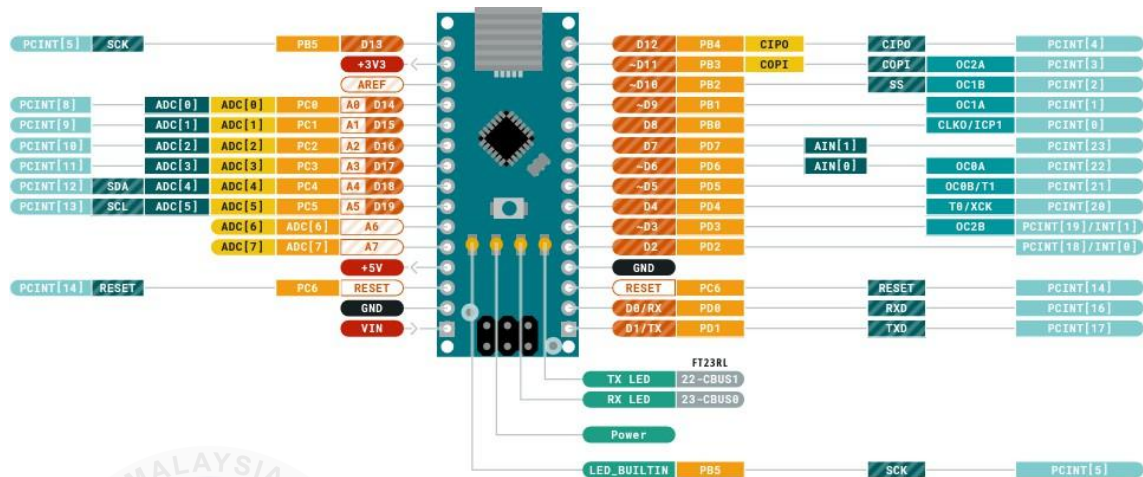 PCINT[5] SCK PB5 D13 D12 PB4 CIPO CIPO PCINT[4]
+3V3 ~D11 PB3 COPI COPI OC2A PCINT[3]
AREF ~D10 PB2 SS OC1B PCINT[2]
PCINT[8] ADC[0] ADC[0] PC0 A0 D14 ~D9 PB1 OC1A PCINT[1]
PCINT[9] ADC[1] ADC[1] PC1 A1 D15 D8 PB0 CLKO/ICP1 PCINT[0]
PCINT[10] ADC[2] ADC[2] PC2 A2 D16 D7 PD7 AIN[1] PCINT[23]
PCINT[11] ADC[3] ADC[3] PC3 A3 D17 ~D6 PD6 AIN[0] OC0A PCINT[22]
PCINT[12] SDA ADC[4] ADC[4] PC4 A4 D18 ~D5 PD5 OC0B/T1 PCINT[21]
PCINT[13] SCL ADC[5] ADC[5] PC5 A5 D19 D4 PD4 T0/XCK PCINT[20]
ADC[6] ADC[6] A6 ~D3 PD3 OC2B PCINT[19]/INT[1]
ADC[7] ADC[7] A7 D2 PD2 PCINT[18]/INT[0]
+5V GND
PCINT[14] RESET PC6 RESET RESET PC6 RESET PCINT[14]
GND D0/RX PD0 RXD PCINT[16]
VIN D1/TX PD1 TXD PCINT[17]
FT23RL
TX LED 22-CBUS1
RX LED 23-CBUS0
Power
LED_BUILTIN PB5 SCK PCINT[5]
MALAYSIA